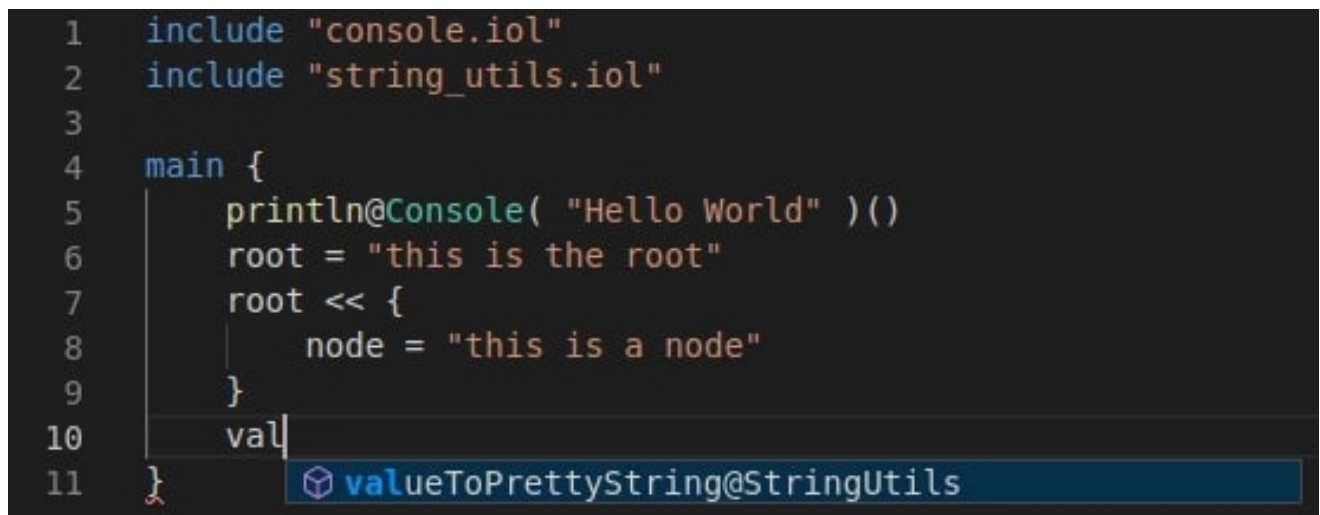 1 include "console.iol"
2 include "string_utils.iol"
3
4 main {
5 println@Console( "Hello World" )()
6 root = "this is the root"
7 root << {
8 node = "this is a node"
9 }
10 val
11 }
valueToPrettyString@StringUtils